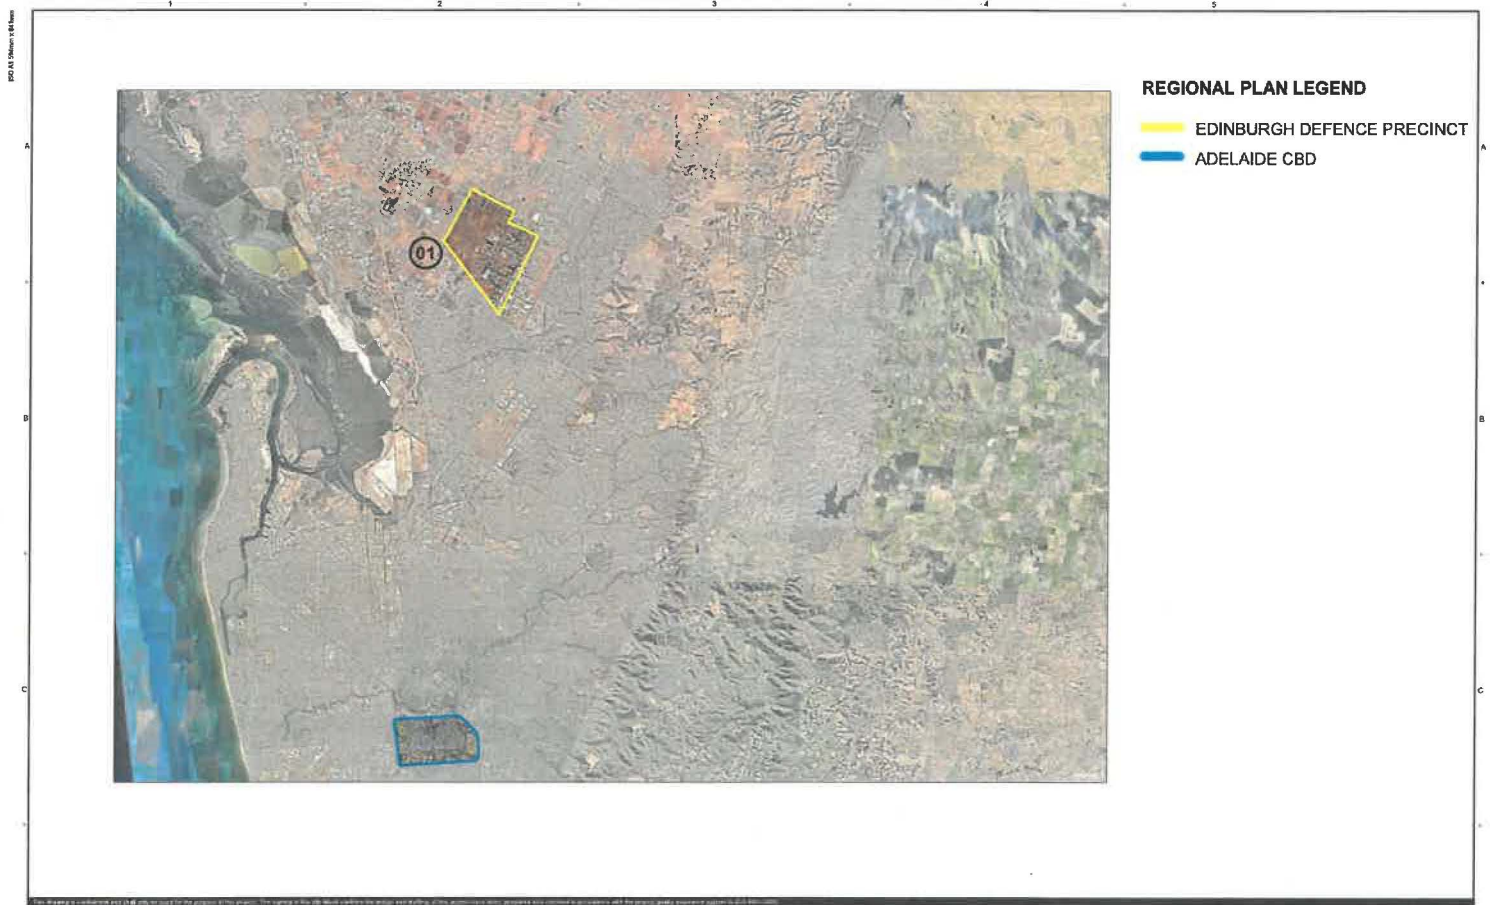 1 2 3 4 5
REGIONAL PLAN LEGEND
EDINBURGH DEFENCE PRECINCT
A A
ADELAIDE CBD
01
B B
C C